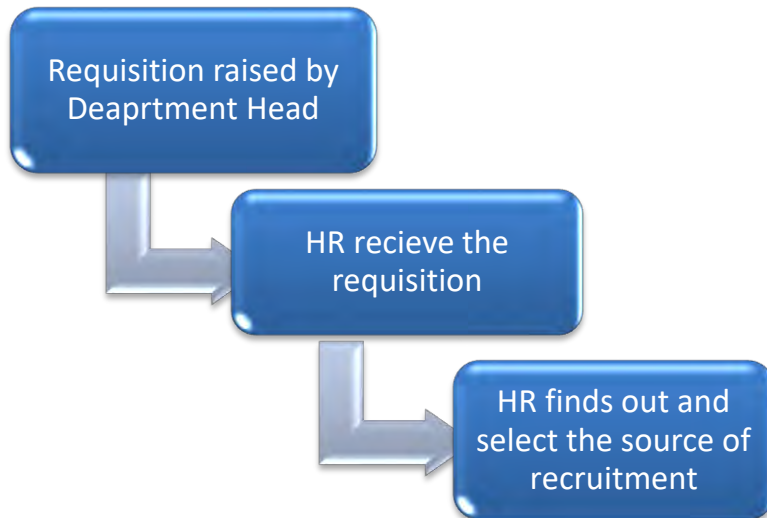 Requisition raised by
Deaprtment Head
HR recieve the
requisition
HR finds out and
select the source of
recruitment